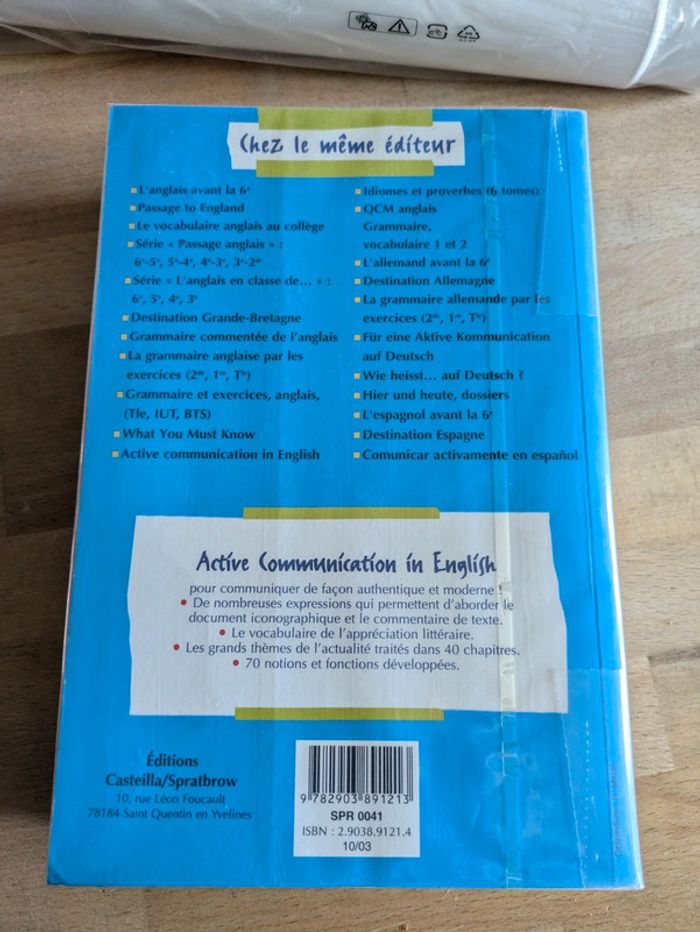 Chez le même éditeur
L'anglais avant la 6e
Passage to England
Le vocabulaire anglais au collège
Série « Passage anglais » :
6e-5e, 5e-4e, 4e-3e, 3e-2de
Série « L'anglais en classe de... » :
6e, 5e, 4e, 3e
Destination Grande-Bretagne
Grammaire commentée de l'anglais
La grammaire anglaise par les
exercices (2de, 1re, Tle)
Grammaire et exercices, anglais,
(Tle, IUT, BTS)
What You Must Know
Active communication in English
Idiomes et proverbes (6 tomes)
QCM anglais
Grammaire,
vocabulaire 1 et 2
L'allemand avant la 6e
Destination Allemagne
La grammaire allemande par les
exercices (2de, 1re, Tle)
Für eine Aktive Kommunication
auf Deutsch
Wie heisst... auf Deutsch ?
Hier und heute, dossiers
L'espagnol avant la 6e
Destination Espagne
Comunicar activamente en español
Active Communication in English
pour communiquer de façon authentique et moderne !
De nombreuses expressions qui permettent d'aborder le
document iconographique et le commentaire de texte.
Le vocabulaire de l'appréciation littéraire.
Les grands thèmes de l'actualité traités dans 40 chapitres.
70 notions et fonctions développées.
Éditions
Casteilla/Spratbrow
10, rue Léon Foucault
78184 Saint Quentin en Yvelines
9 782903 891213
SPR 0041
ISBN : 2.9038.9121.4
10/03